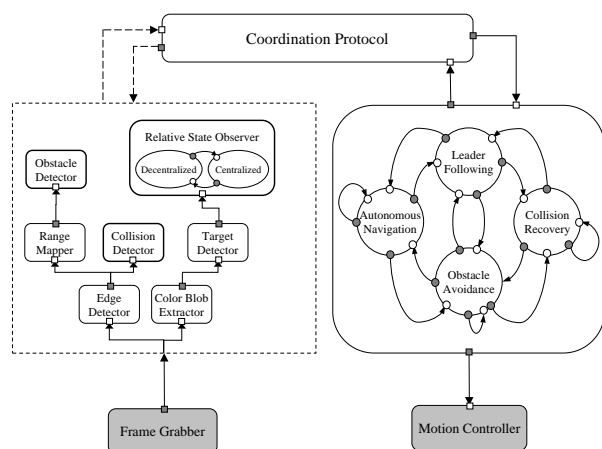 Coordination Protocol
Relative State Observer
Decentralized
Centralized
Obstacle
Detector
Range
Mapper
Collision
Detector
Target
Detector
Edge
Detector
Color Blob
Extractor
Frame Grabber
Leader
Following
Autonomous
Navigation
Collision
Recovery
Obstacle
Avoidance
Motion Controller